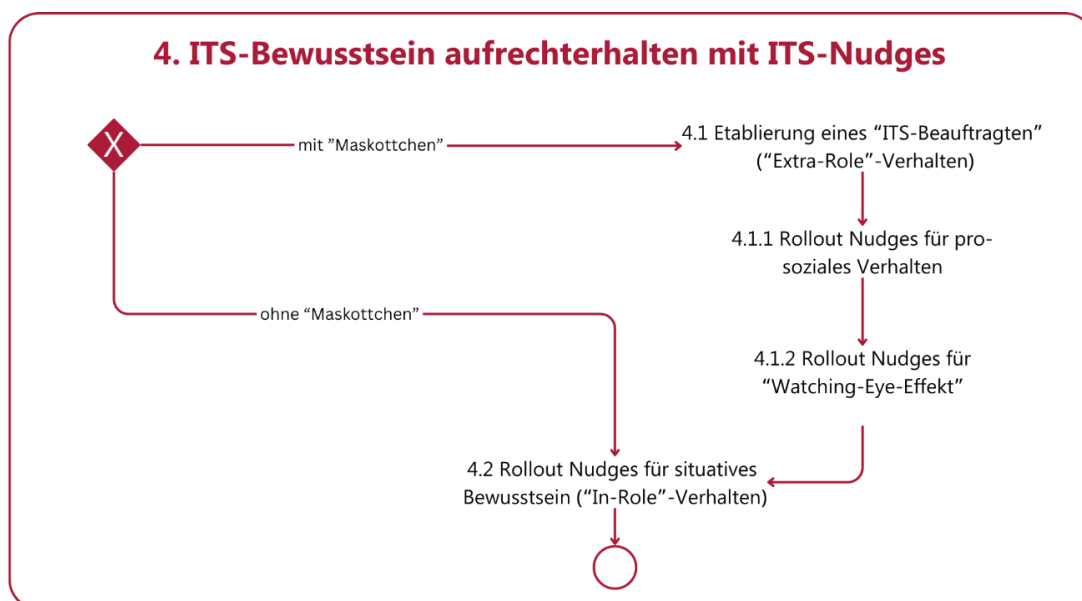 4. ITS-Bewusstsein aufrechterhalten mit ITS-Nudges
X
mit ”Maskottchen”
4.1 Etablierung eines “ITS-Beauftragten”
(“Extra-Role”-Verhalten)
4.1.1 Rollout Nudges für pro-
soziales Verhalten
ohne “Maskottchen”
4.1.2 Rollout Nudges für
“Watching-Eye-Effekt”
4.2 Rollout Nudges für situatives
Bewusstsein (“In-Role”-Verhalten)